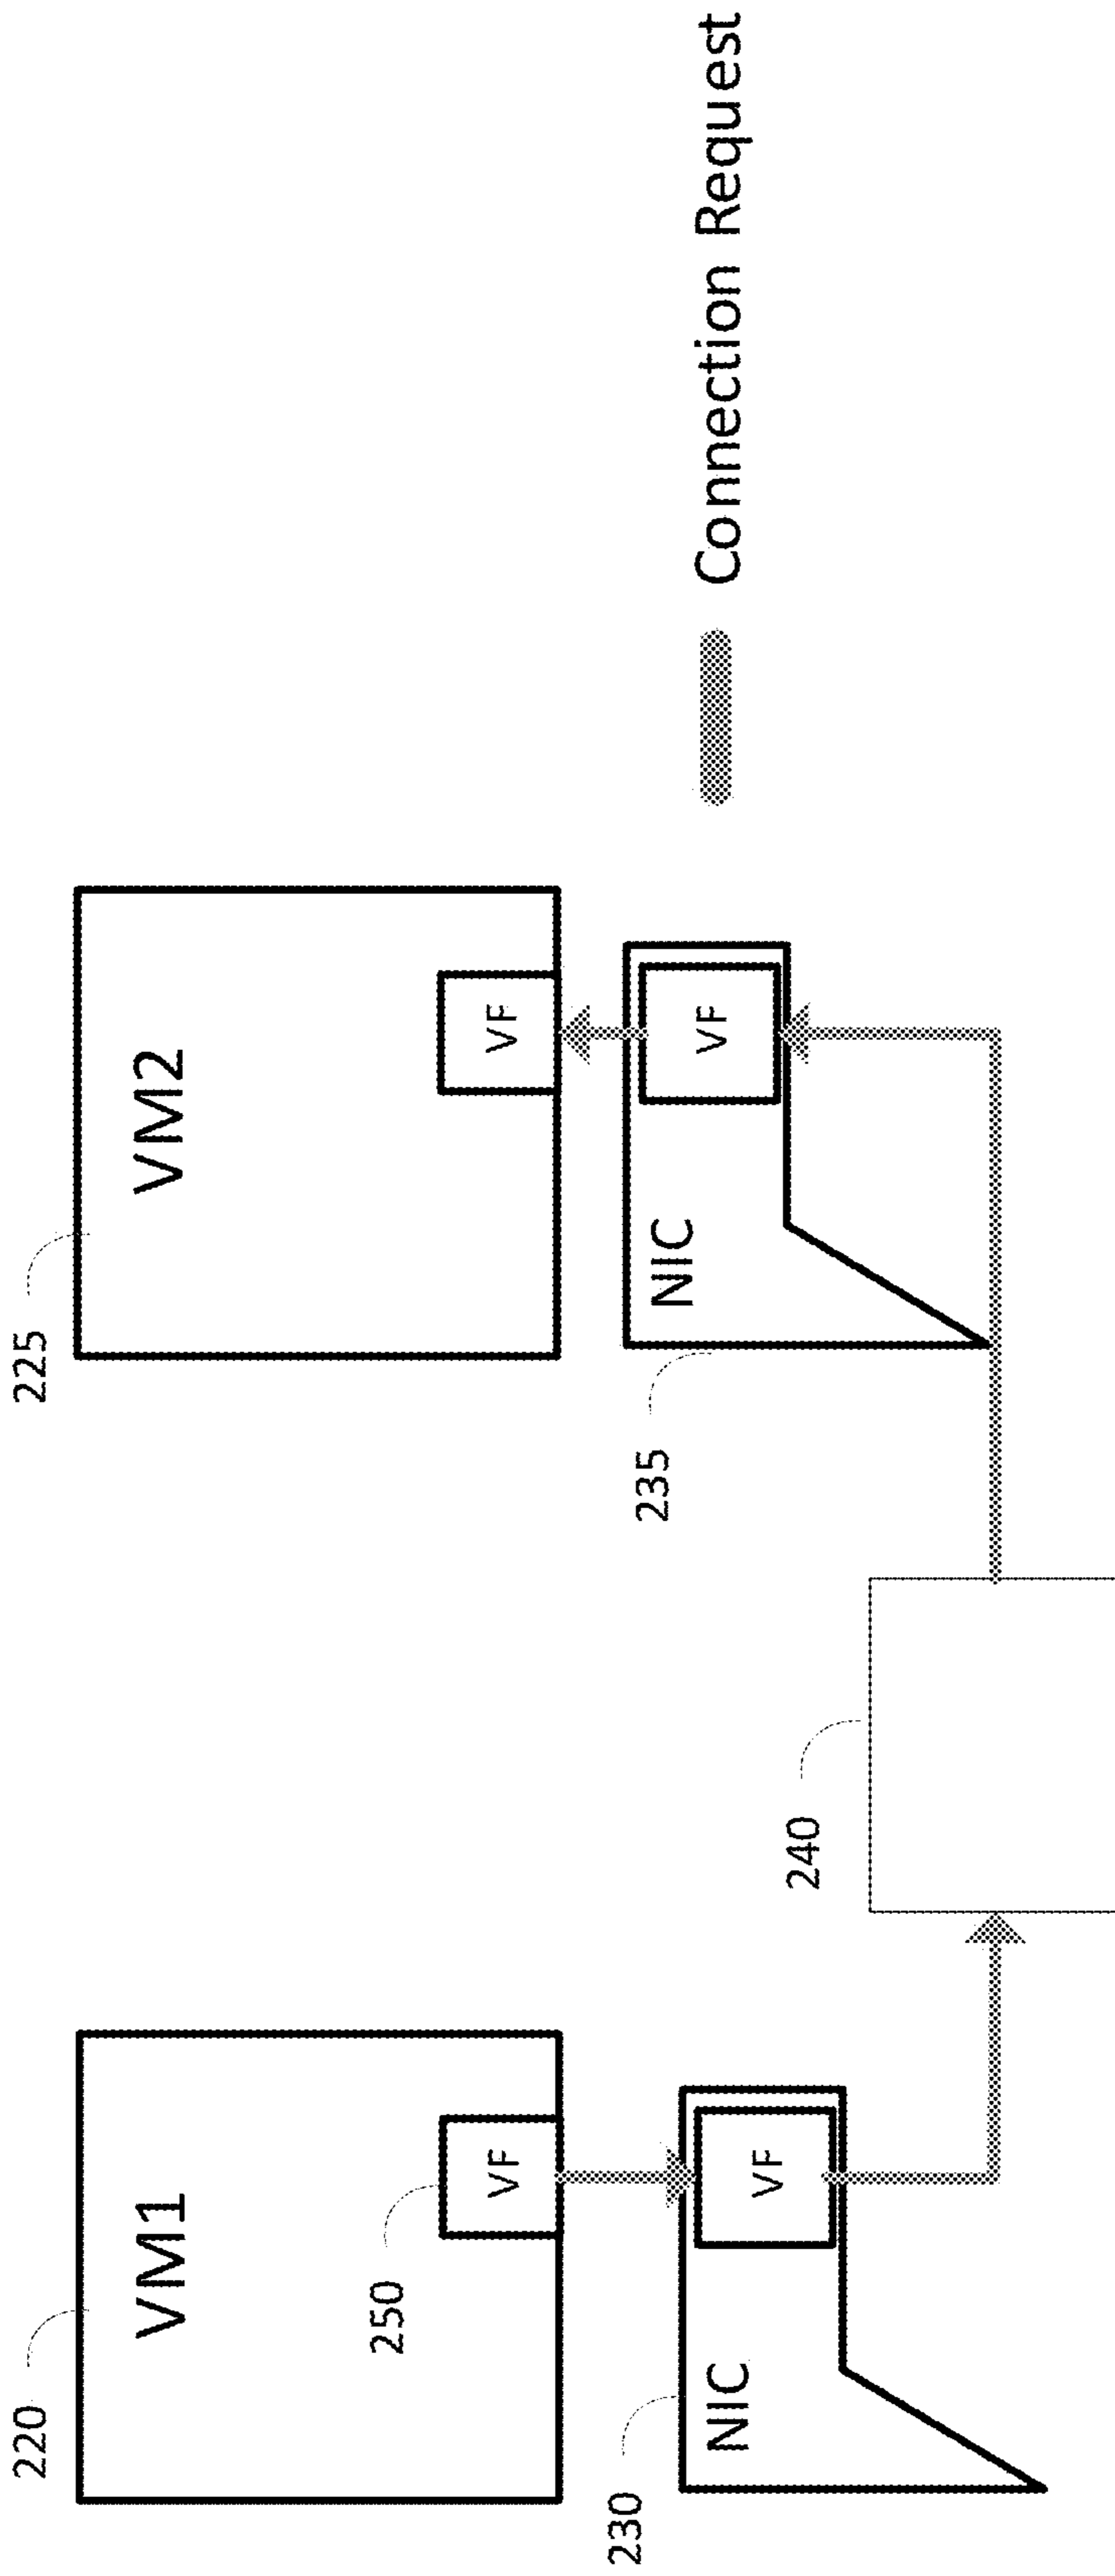 220
VM1
250
VF
230
NIC
VF
240
225
VM2
VF
235
NIC
VF
Connection Request